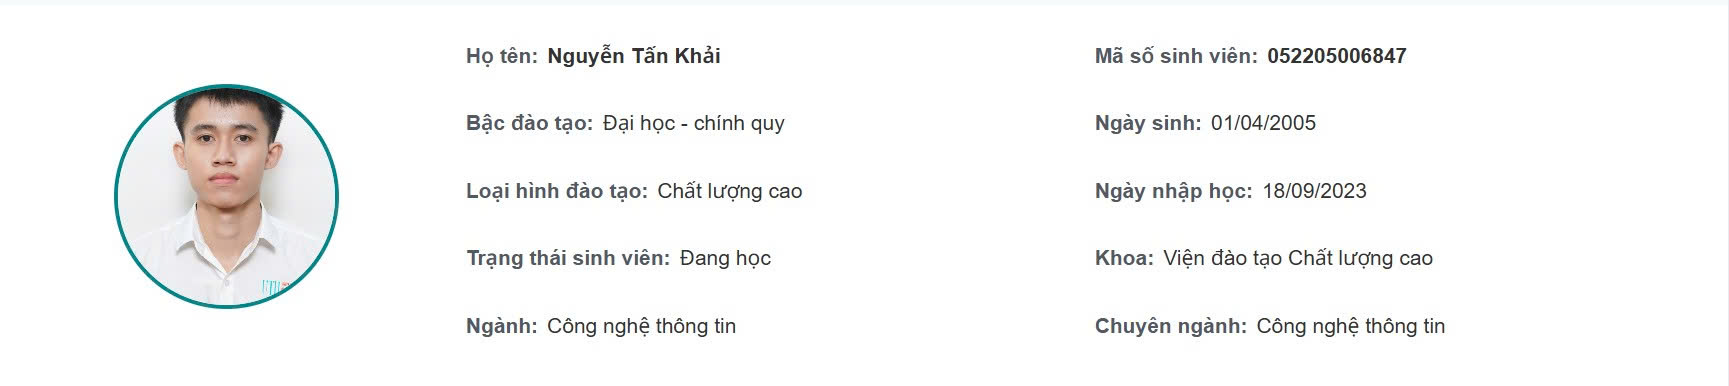 Họ tên: Nguyễn Tấn Khải
Mã số sinh viên: 052205006847
Bậc đào tạo: Đại học - chính quy
Ngày sinh: 01/04/2005
Loại hình đào tạo: Chất lượng cao
Ngày nhập học: 18/09/2023
Trạng thái sinh viên: Đang học
Khoa: Viện đào tạo Chất lượng cao
Ngành: Công nghệ thông tin
Chuyên ngành: Công nghệ thông tin